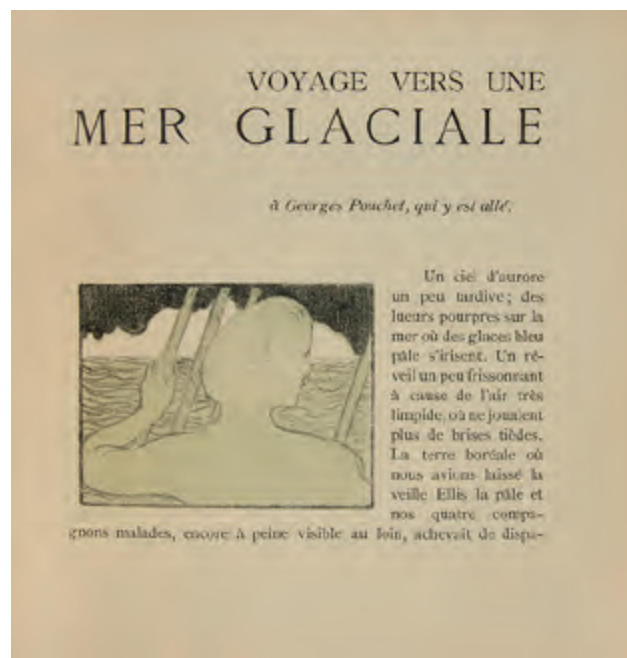 VOYAGE VERS UNE
MER GLACIALE
à Georges Pouchet, qui y est allé.
Un ciel d'aurore
un peu tardive; des
lueurs pourpres sur la
mer où des glaces bleu
pâle s'irisent. Un ré-
veil un peu frissonnant
à cause de l'air très
limpide, où ne jouaient
plus de brises tièdes.
La terre boréale où
nous avions laissé la
veille Ellis la pâle et
nos quatre compa-
gnons malades, encore à peine visible au loin, achevait de dispa-